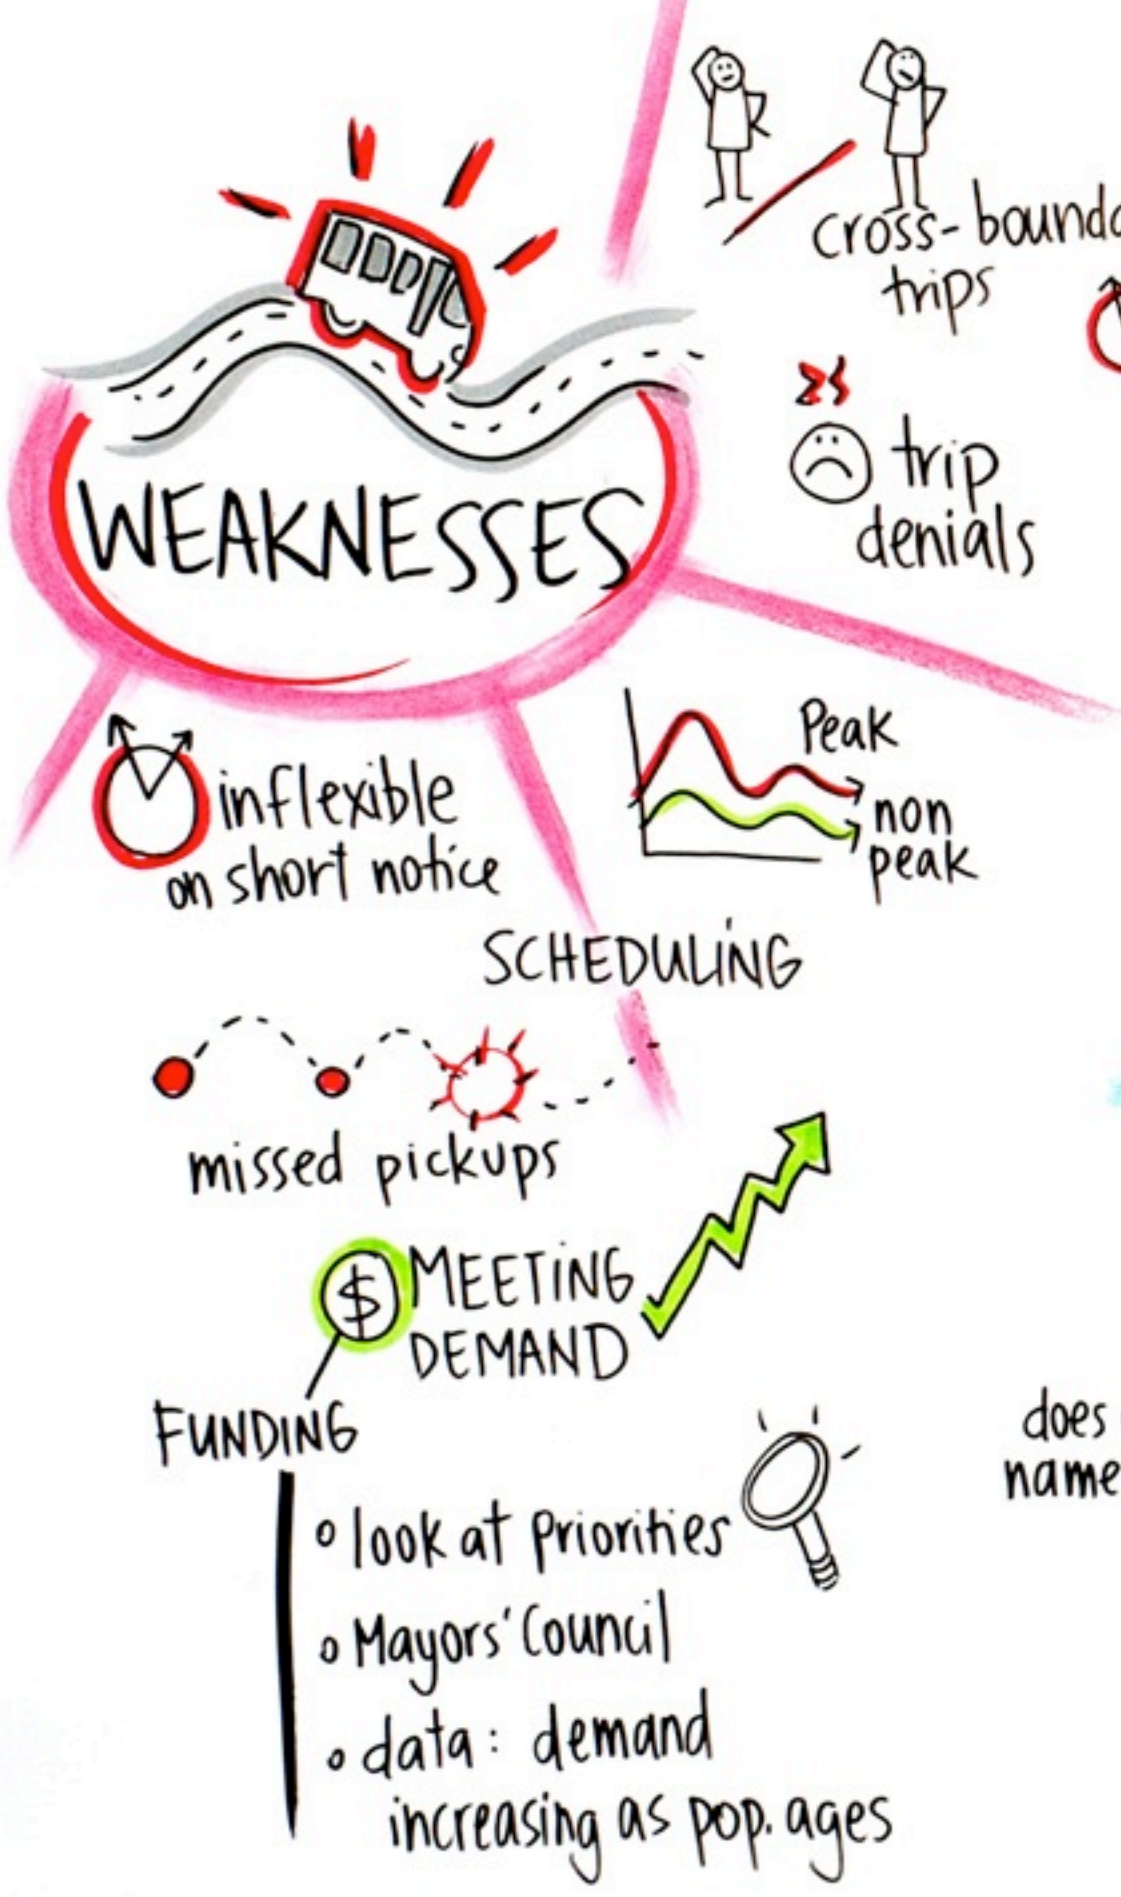 cross-bounda
trips
trip
denials
WEAKNESSES
inflexible
on short notice
Peak
non
peak
SCHEDULING
missed pickups
$
MEETING
DEMAND
FUNDING
does
name
• look at priorities
• Mayors' Council
• data: demand
increasing as pop. ages